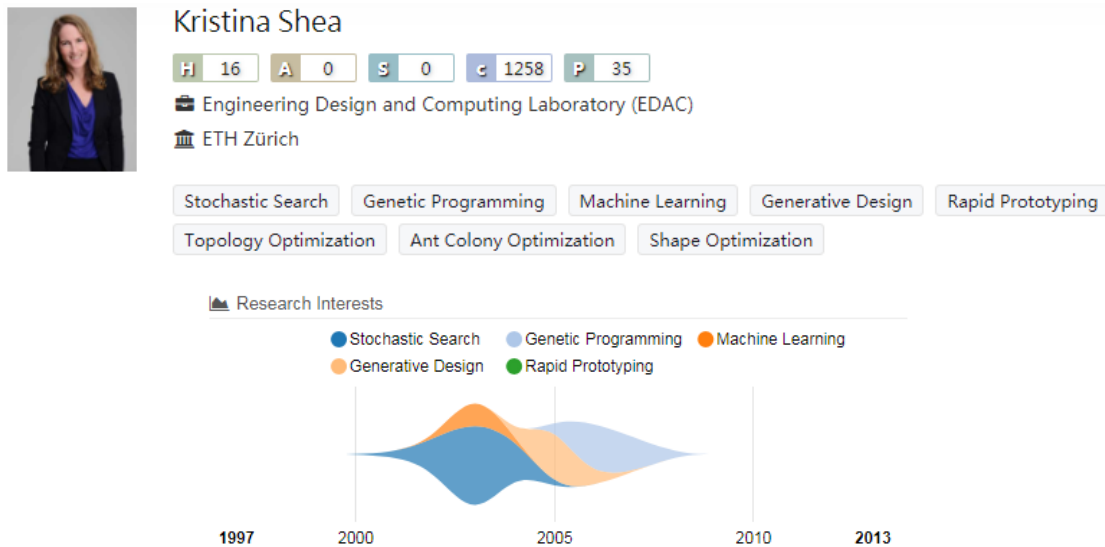 Kristina Shea
H 16 A 0 S 0 c 1258 P 35
Engineering Design and Computing Laboratory (EDAC)
ETH Zürich
Stochastic Search Genetic Programming Machine Learning Generative Design Rapid Prototyping
Topology Optimization Ant Colony Optimization Shape Optimization
Research Interests
Stochastic Search Genetic Programming Machine Learning
Generative Design Rapid Prototyping
1997 2000 2005 2010 2013